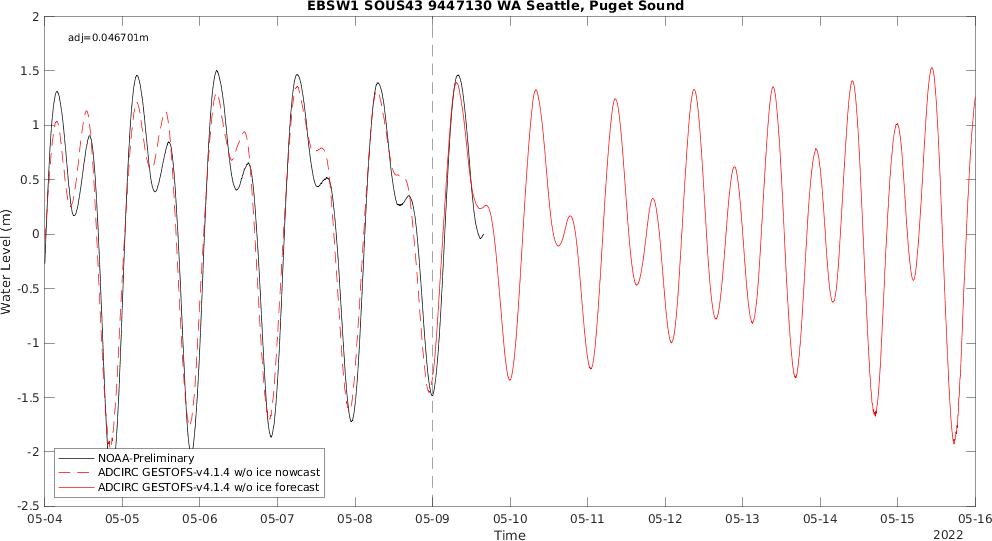 EBSW1 SOUS43 9447130 WA Seattle, Puget Sound
adj=0.046701m
Water Level (m)
2
1.5
1
0.5
0
-0.5
-1
-1.5
-2
-2.5
NOAA-Preliminary
ADCIRC GESTOFS-v4.1.4 w/o ice nowcast
ADCIRC GESTOFS-v4.1.4 w/o ice forecast
05-04 05-05 05-06 05-07 05-08 05-09 05-10 05-11 05-12 05-13 05-14 05-15 05-16
Time
2022